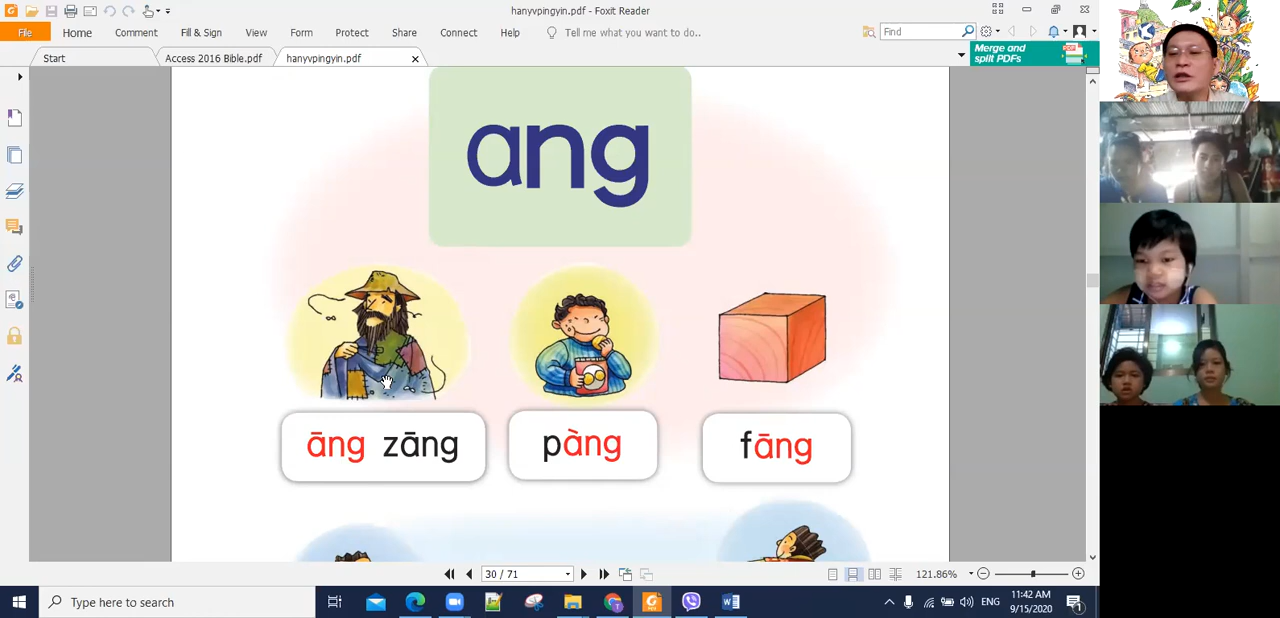 hanyvpingyin.pdf - Foxit Reader
File Home Comment Fill & Sign View Form Protect Share Connect Help Tell me what you want to do.. Find
Start Access 2016 Bible.pdf hanyvpingyin.pdf
Merge and
split PDFs
ang
āng zāng pàng fāng
30 / 71 121.86%
Type here to search
ENG
11:42 AM
9/15/2020